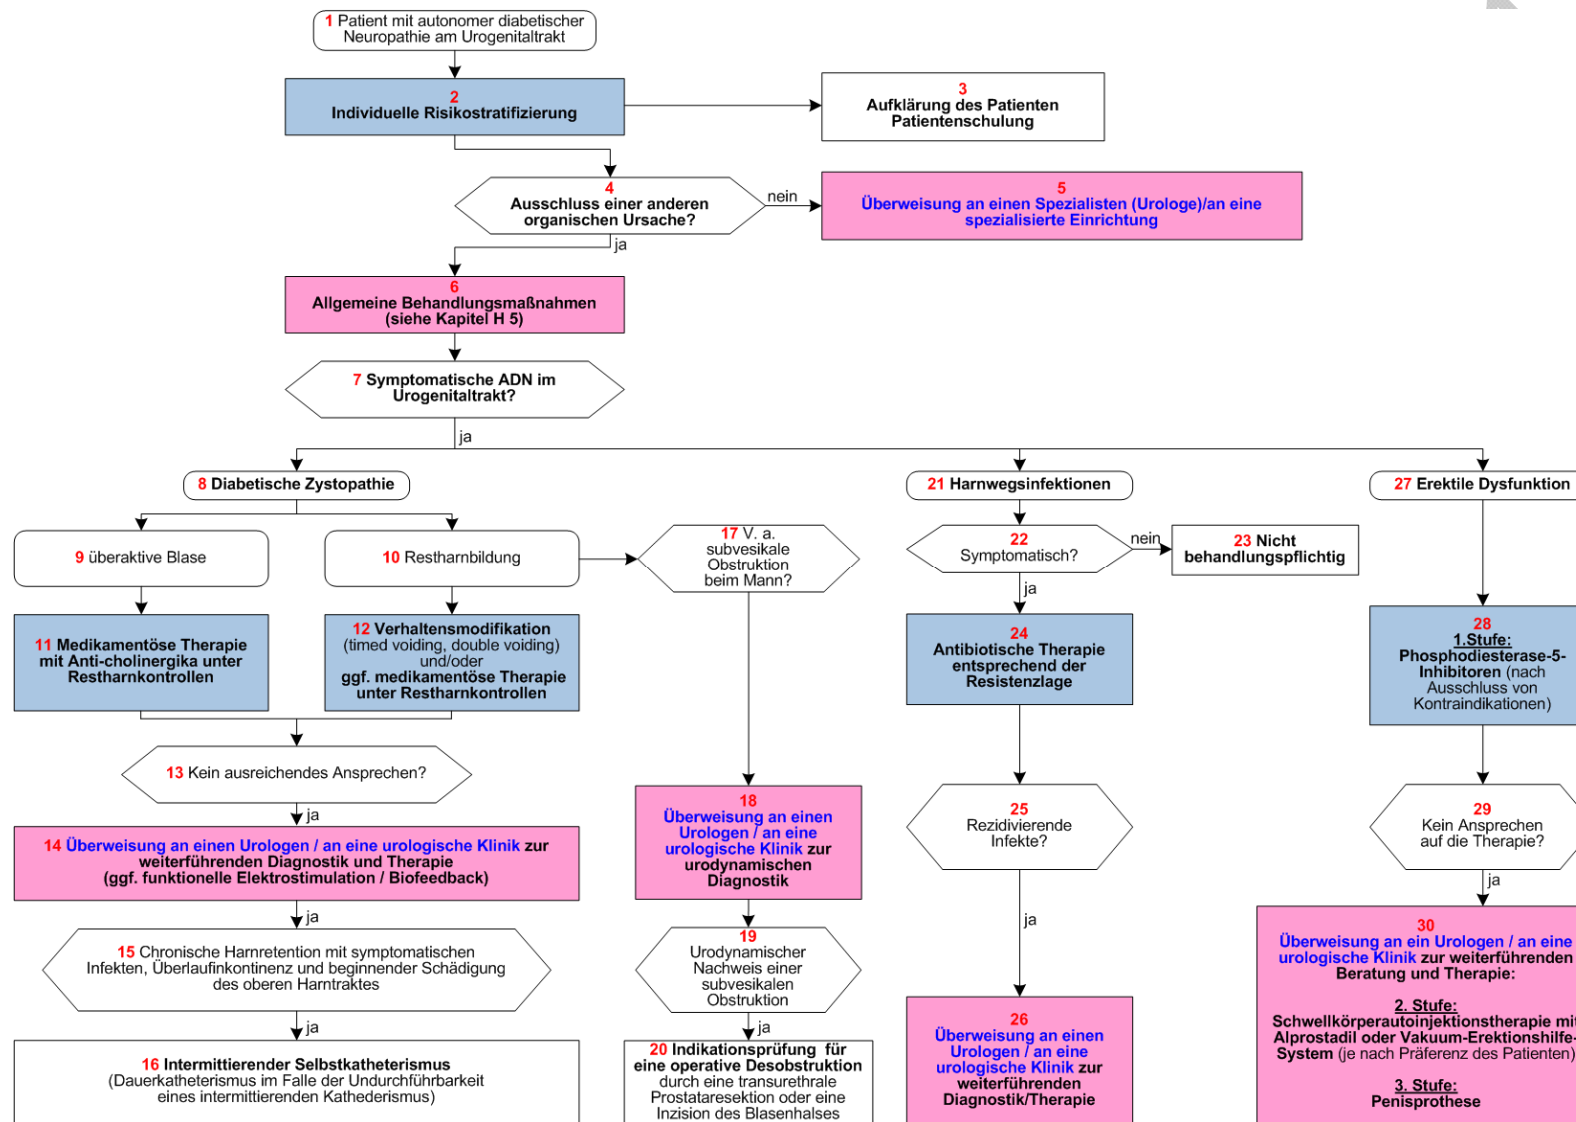 1 Patient mit autonomer diabetischer
Neuropathie am Urogenitaltrakt
2
Individuelle Risikostratifizierung
3
Aufklärung des Patienten
Patientenschulung
4
Ausschluss einer anderen
organischen Ursache?
nein
5
Überweisung an einen Spezialisten (Urologe)/an eine
spezialisierte Einrichtung
ja
6
Allgemeine Behandlungsmaßnahmen
(siehe Kapitel H 5)
7 Symptomatische ADN im
Urogenitaltrakt?
ja
8 Diabetische Zystopathie
9 überaktive Blase
10 Restharnbildung
11 Medikamentöse Therapie
mit Anti-cholinergika unter
Restharnkontrollen
12 Verhaltensmodifikation
(timed voiding, double voiding)
und/oder
ggf. medikamentöse Therapie
unter Restharnkontrollen
13 Kein ausreichendes Ansprechen?
ja
14 Überweisung an einen Urologen / an eine urologische Klinik zur
weiterführenden Diagnostik und Therapie
(ggf. funktionelle Elektrostimulation / Biofeedback)
ja
15 Chronische Harnretention mit symptomatischen
Infekten, Überlaufinkontinenz und beginnender Schädigung
des oberen Harntraktes
ja
16 Intermittierender Selbstkatheterismus
(Dauerkatheterismus im Falle der Undurchführbarkeit
eines intermittierenden Kathederismus)
17 V. a.
subvesikale
Obstruktion
beim Mann?
18
Überweisung an einen
Urologen / an eine
urologische Klinik zur
urodynamischen
Diagnostik
19
Urodynamischer
Nachweis einer
subvesikalen
Obstruktion
ja
20 Indikationsprüfung für
eine operative Desobstruktion
durch eine transurethrale
Prostataresektion oder eine
Inzision des Blasenhalses
21 Harnwegsinfektionen
22
Symptomatisch?
nein
23 Nicht
behandlungspflichtig
ja
24
Antibiotische Therapie
entsprechend der
Resistenzlage
25
Rezidivierende
Infekte?
ja
26
Überweisung an einen
Urologen / an eine
urologische Klinik zur
weiterführenden
Diagnostik/Therapie
27 Erektile Dysfunktion
28
1.Stufe:
Phosphodiesterase-5-
Inhibitoren (nach
Ausschluss von
Kontraindikationen)
29
Kein Ansprechen
auf die Therapie?
ja
30
Überweisung an ein Urologen / an eine
urologische Klinik zur weiterführenden
Beratung und Therapie:
2. Stufe:
Schwellkörperautoinjektionstherapie mit
Alprostadil oder Vakuum-Erektionshilfe-
System (je nach Präferenz des Patienten)
3. Stufe:
Penisprothese